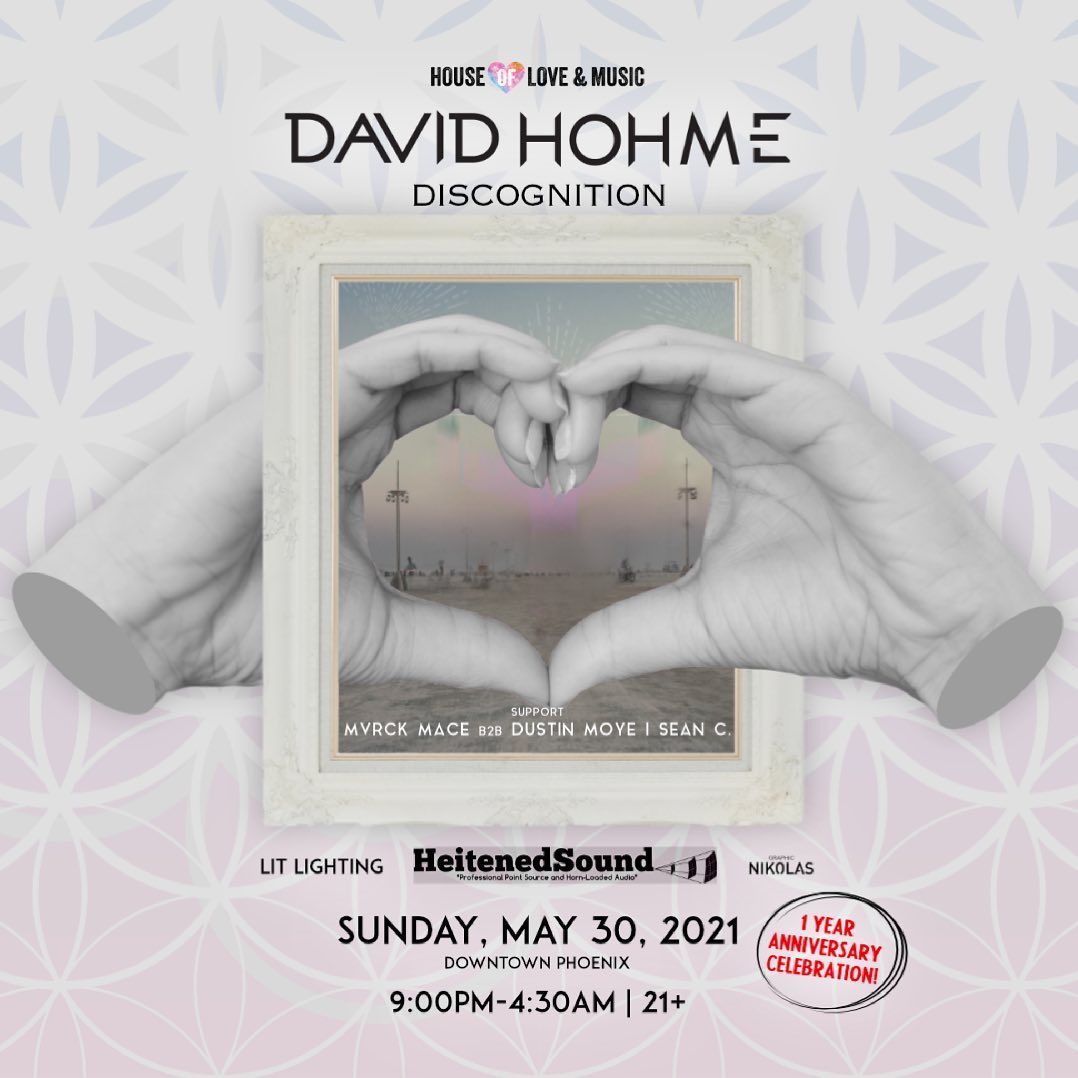 HOUSE OF LOVE & MUSIC
DAVID HOHME
DISCOGNITION
SUPPORT
MVRCK MACE B2B DUSTIN MOYE | SEAN C.
LIT LIGHTING
HeitenedSound
"Professional Point Source and Horn-Loaded Audio"
GRAPHIC
NIKOLAS
SUNDAY, MAY 30, 2021
DOWNTOWN PHOENIX
9:00PM-4:30AM | 21+
1 YEAR
ANNIVERSARY
CELEBRATION!